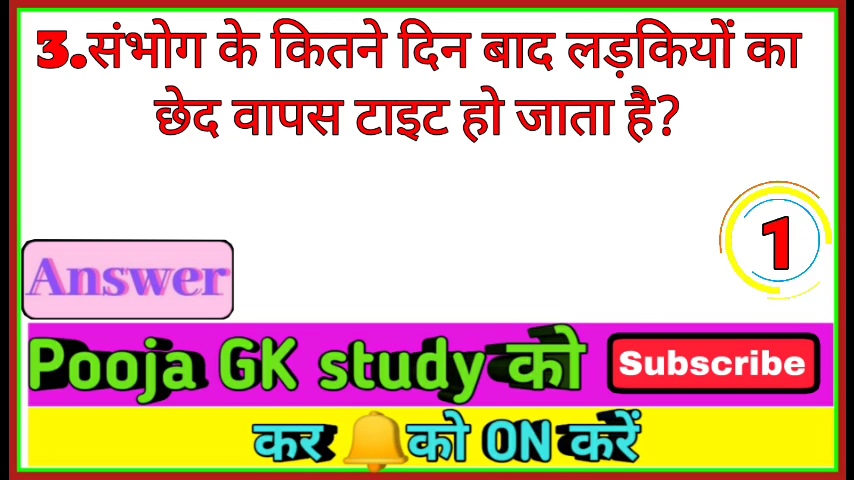 3.संभोग के कितने दिन बाद लड़कियों का
छेद वापस टाइट हो जाता है?
1
Answer
Pooja GK study को Subscribe
कर 🔔को ON करें